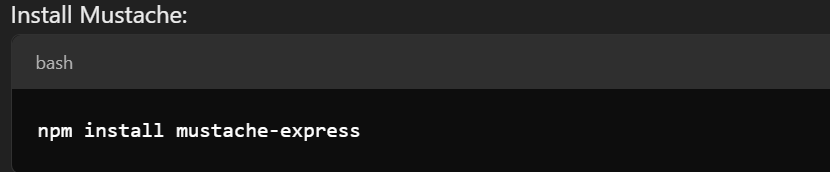 Install Mustache:
bash
npm install mustache-express